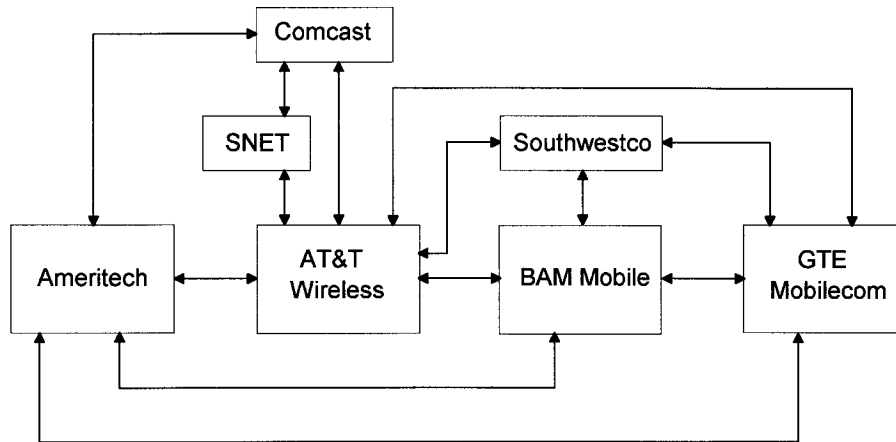 Comcast
SNET
Southwestco
Ameritech
AT&T
Wireless
BAM Mobile
GTE
Mobilecom